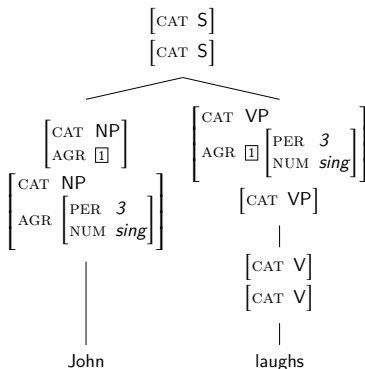 [CAT S]
[CAT S]
[CAT NP
AGR [1]]
[CAT VP
AGR [1] [PER 3
NUM sing]]
[CAT NP
AGR [PER 3
NUM sing]]
[CAT VP]
[CAT V]
[CAT V]
John laughs